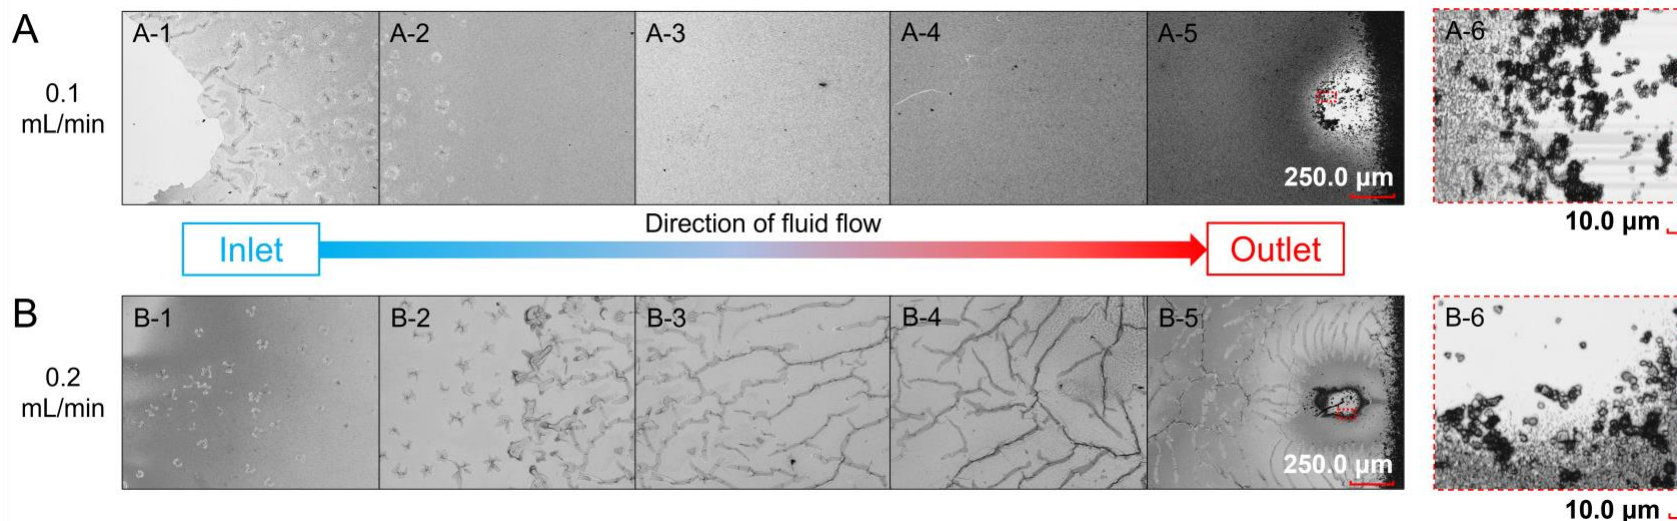 A
0.1
mL/min
A-1
A-2
A-3
A-4
A-5
250.0 µm
A-6
10.0 µm
Direction of fluid flow
Inlet
Outlet
B
0.2
mL/min
B-1
B-2
B-3
B-4
B-5
250.0 µm
B-6
10.0 µm